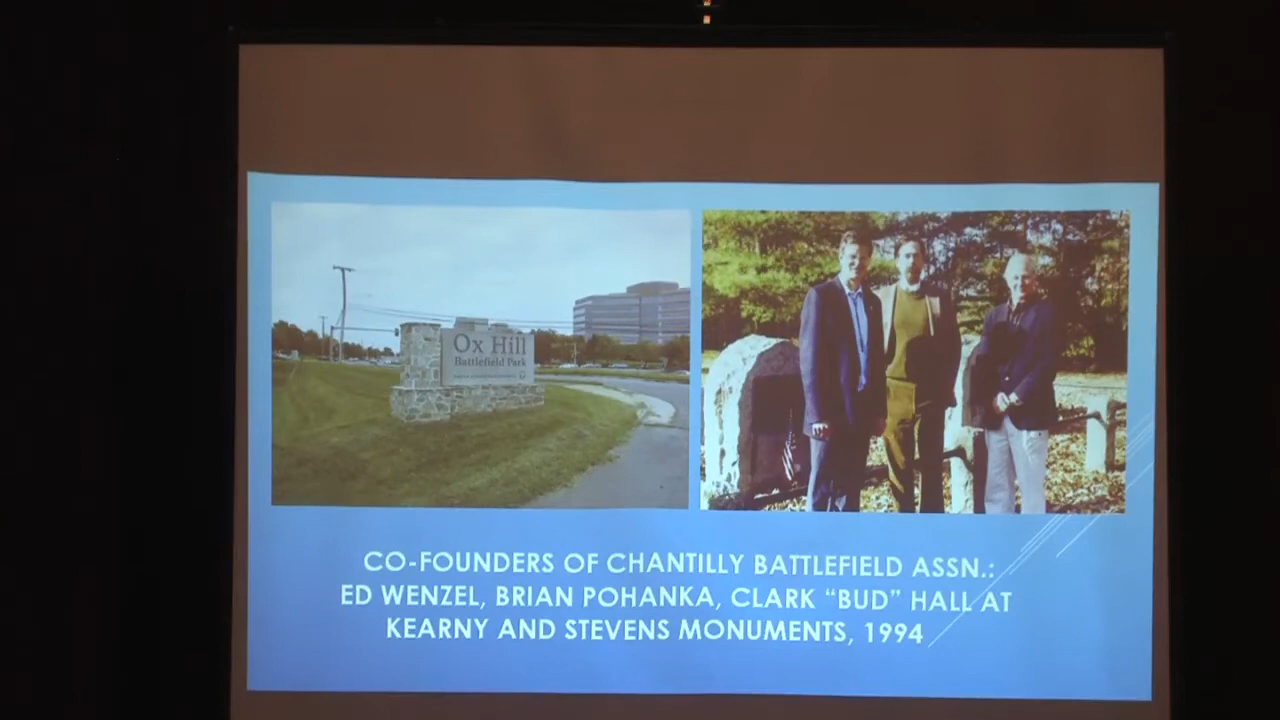 Ox Hill
Battlefield Park
CO-FOUNDERS OF CHANTILLY BATTLEFIELD ASSN.:
ED WENZEL, BRIAN POHANKA, CLARK “BUD” HALL AT
KEARNY AND STEVENS MONUMENTS, 1994